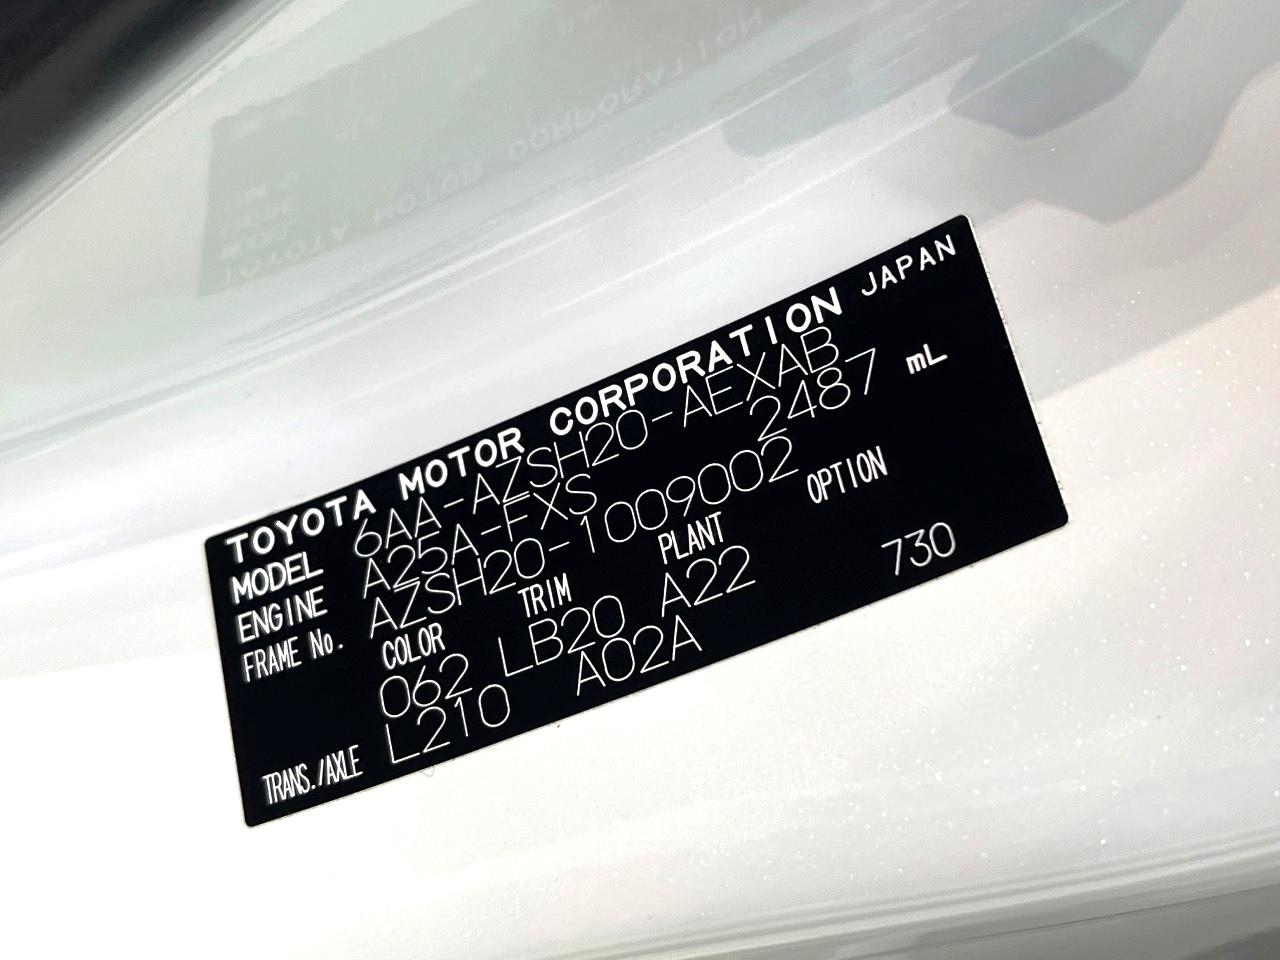 TOYOTA MOTOR CORPORATION JAPAN
MODEL 6AA-AZSH20-AEXAB
ENGINE A25A-FXS 2487 mL
FRAME No. AZSH20-1009002
COLOR TRIM PLANT OPTION
062 LB20 A22 730
TRANS./AXLE L210 A02A